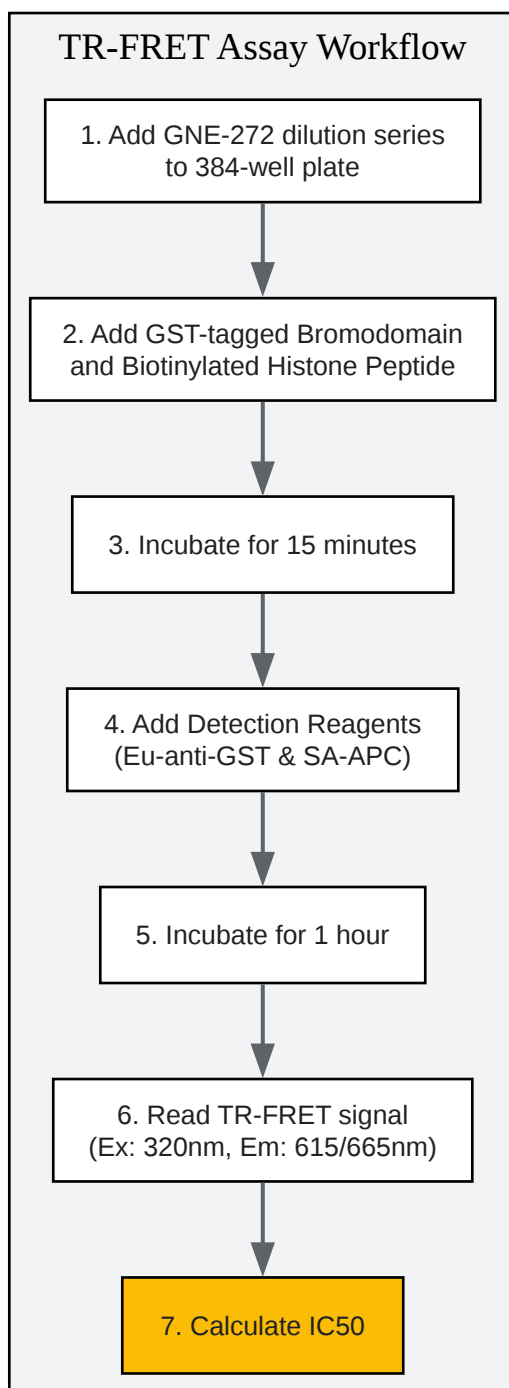 TR-FRET Assay Workflow
1. Add GNE-272 dilution series
to 384-well plate
2. Add GST-tagged Bromodomain
and Biotinylated Histone Peptide
3. Incubate for 15 minutes
4. Add Detection Reagents
(Eu-anti-GST & SA-APC)
5. Incubate for 1 hour
6. Read TR-FRET signal
(Ex: 320nm, Em: 615/665nm)
7. Calculate IC50